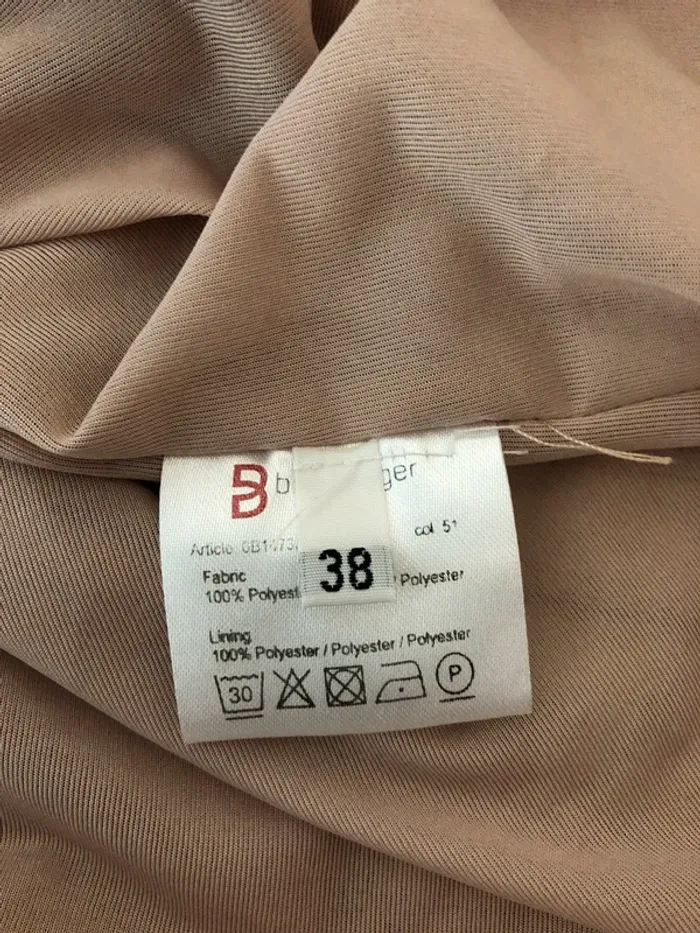 B b ger
Article: 0B1473 col 51
38
Fabric
100% Polyest Polyester
Lining
100% Polyester / Polyester / Polyester
30 P